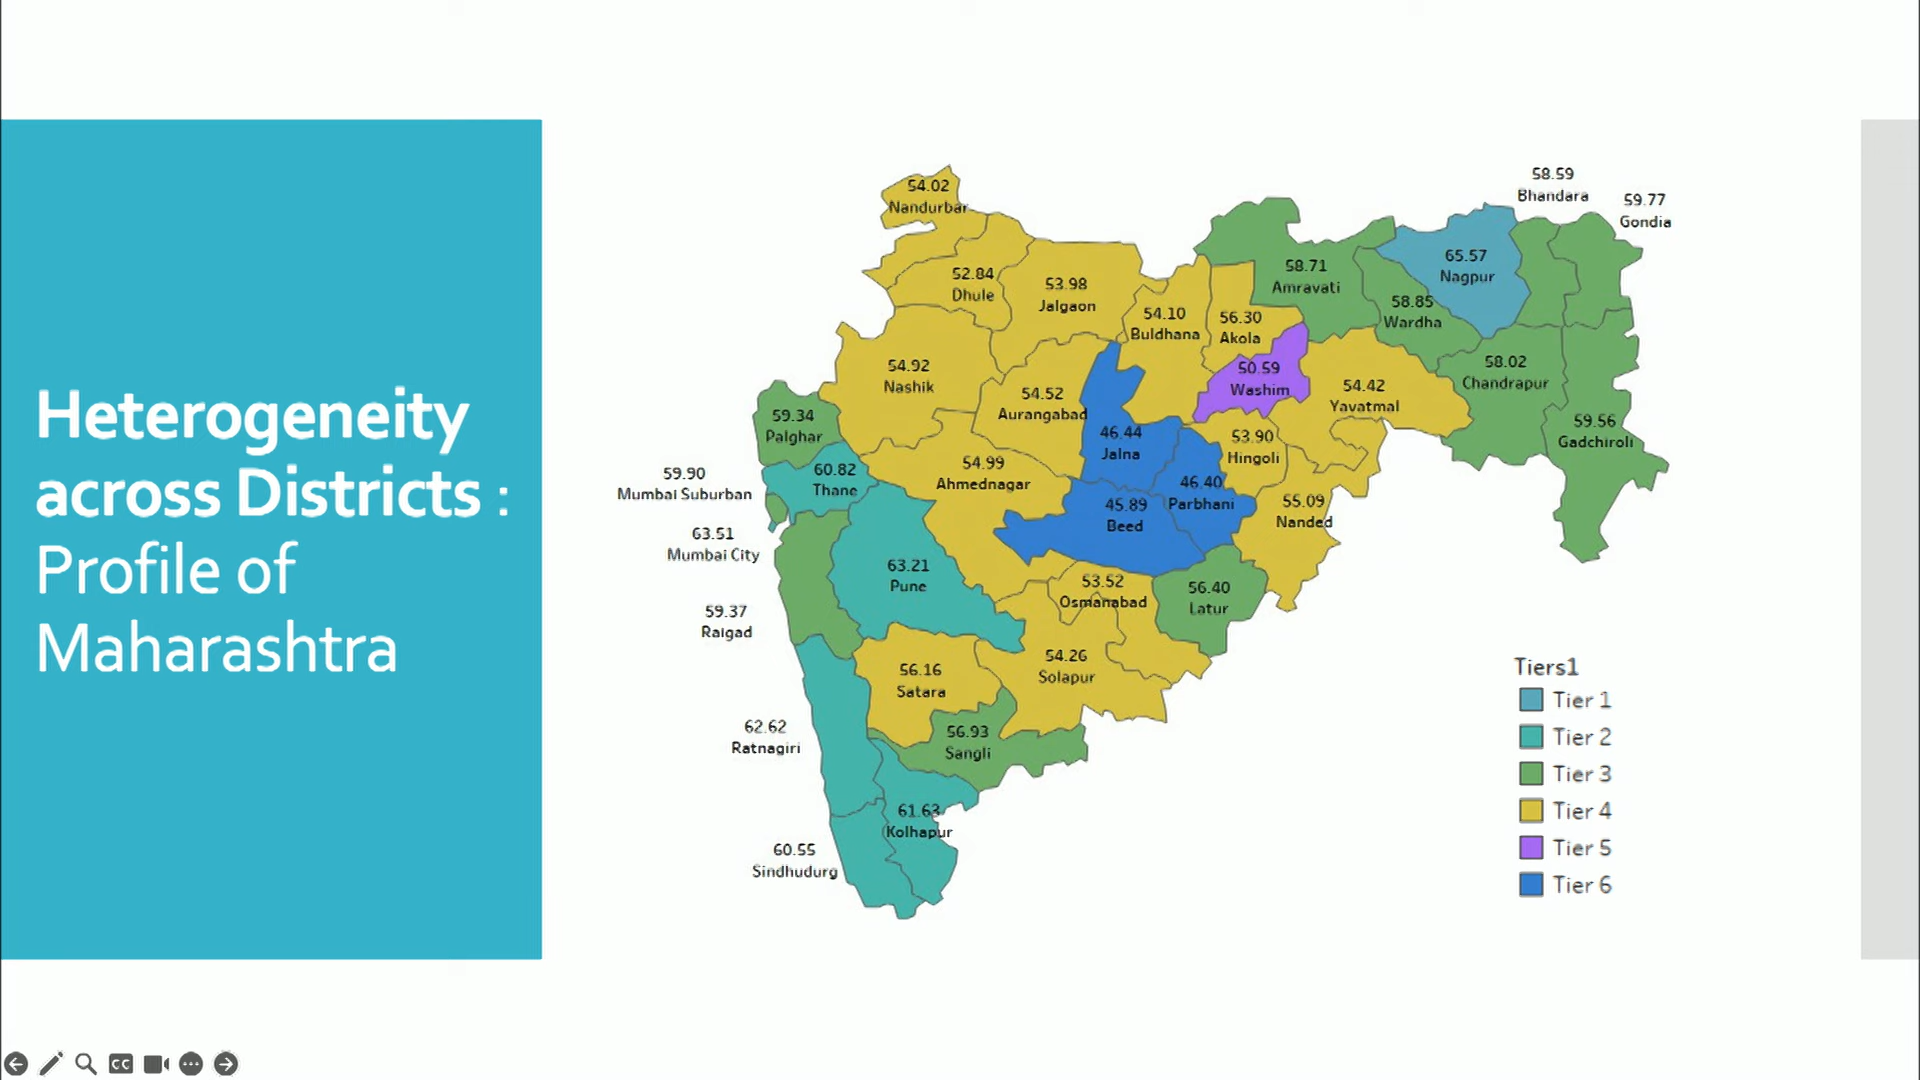 Heterogeneity
across Districts :
Profile of
Maharashtra
54.02
Nandurbar
52.84
Dhule
53.98
Jalgaon
54.10
Buldhana
56.30
Akola
58.71
Amravati
58.85
Wardha
65.57
Nagpur
58.59
Bhandara
59.77
Gondia
54.92
Nashik
54.52
Aurangabad
46.44
Jalna
50.59
Washim
54.42
Yavatmal
58.02
Chandrapur
59.56
Gadchiroli
59.34
Palghar
60.82
Thane
54.99
Ahmednagar
45.89
Beed
46.40
Parbhani
53.90
Hingoli
55.09
Nanded
59.90
Mumbai Suburban
63.51
Mumbai City
59.37
Raigad
63.21
Pune
53.52
Osmanabad
56.40
Latur
56.16
Satara
54.26
Solapur
56.93
Sangli
62.62
Ratnagiri
61.63
Kolhapur
60.55
Sindhudurg
Tiers1
Tier 1
Tier 2
Tier 3
Tier 4
Tier 5
Tier 6
CC